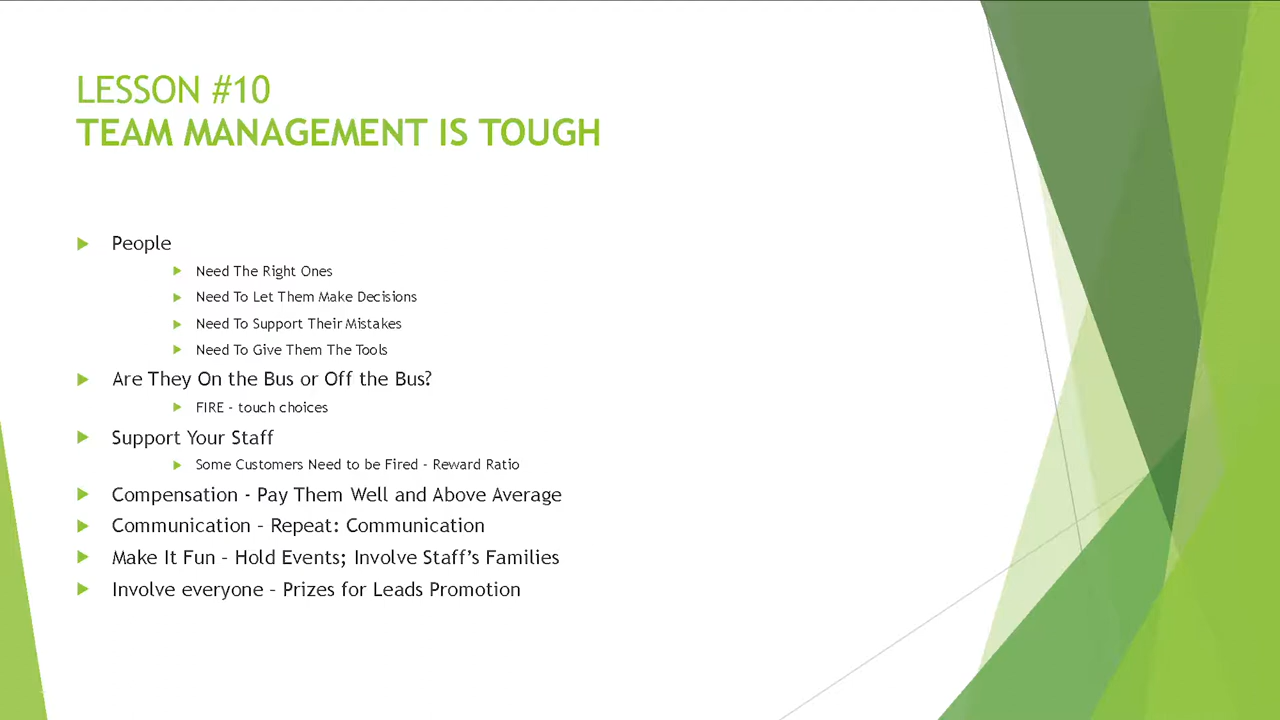 LESSON #10
TEAM MANAGEMENT IS TOUGH
People
Need The Right Ones
Need To Let Them Make Decisions
Need To Support Their Mistakes
Need To Give Them The Tools
Are They On the Bus or Off the Bus?
FIRE - touch choices
Support Your Staff
Some Customers Need to be Fired - Reward Ratio
Compensation - Pay Them Well and Above Average
Communication – Repeat: Communication
Make It Fun – Hold Events; Involve Staff’s Families
Involve everyone – Prizes for Leads Promotion